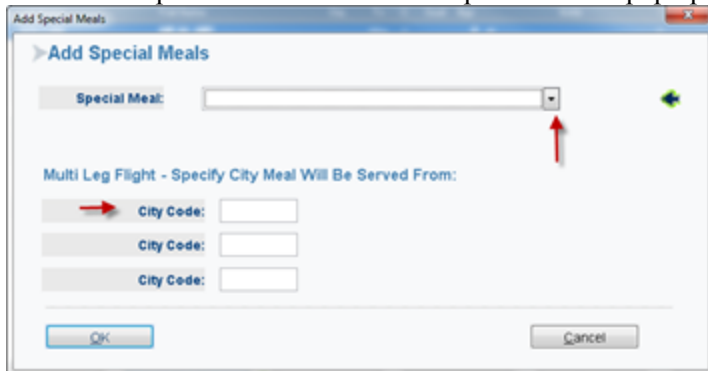 Add Special Meals
Add Special Meals
Special Meal:
Multi Leg Flight - Specify City Meal Will Be Served From:
City Code:
City Code:
City Code:
OK
Cancel